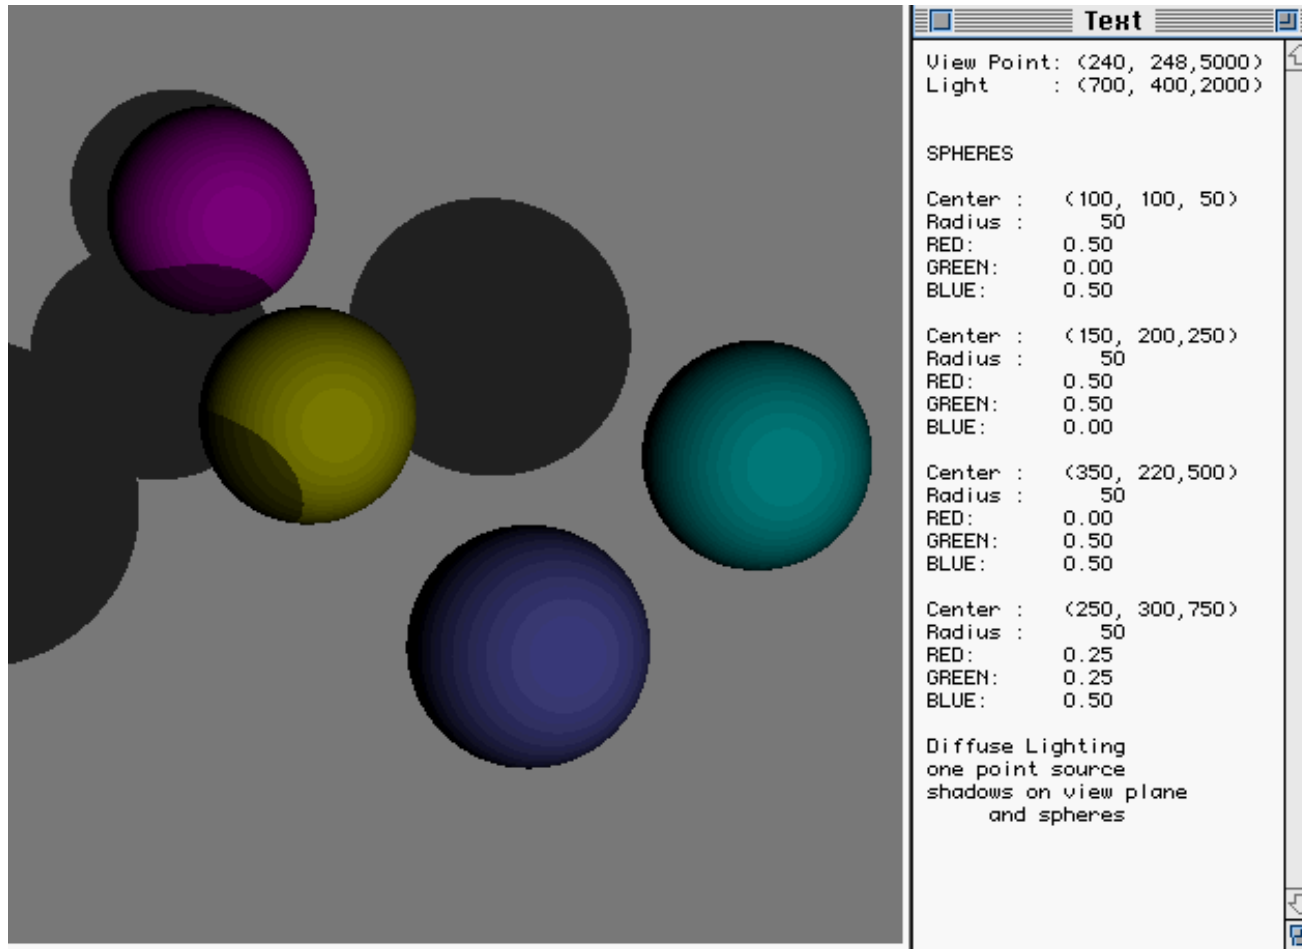 Text
View Point: (240, 248,5000)
Light      : (700, 400,2000)
SPHERES
Center :   (100, 100, 50)
Radius :      50
RED:       0.50
GREEN:     0.00
BLUE:      0.50
Center :   (150, 200,250)
Radius :      50
RED:       0.50
GREEN:     0.50
BLUE:      0.00
Center :   (350, 220,500)
Radius :      50
RED:       0.00
GREEN:     0.50
BLUE:      0.50
Center :   (250, 300,750)
Radius :      50
RED:       0.25
GREEN:     0.25
BLUE:      0.50
Diffuse Lighting
one point source
shadows on view plane
     and spheres